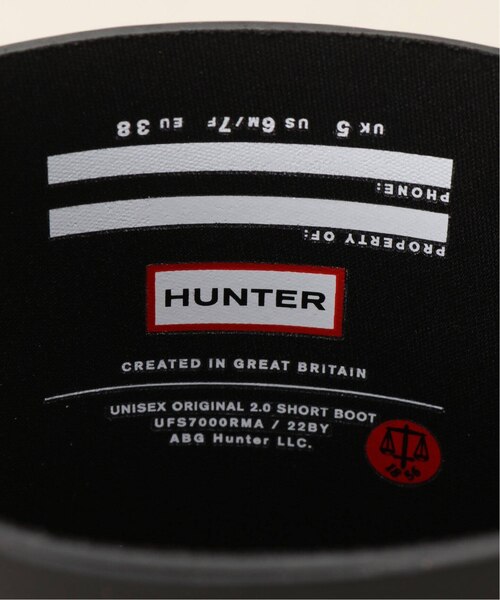 UK 5 US 6M/7F EU 38
PHONE:
PROPERTY OF:
HUNTER
CREATED IN GREAT BRITAIN
UNISEX ORIGINAL 2.0 SHORT BOOT
UFS7000RMA / 22BY
ABG Hunter LLC.
1856